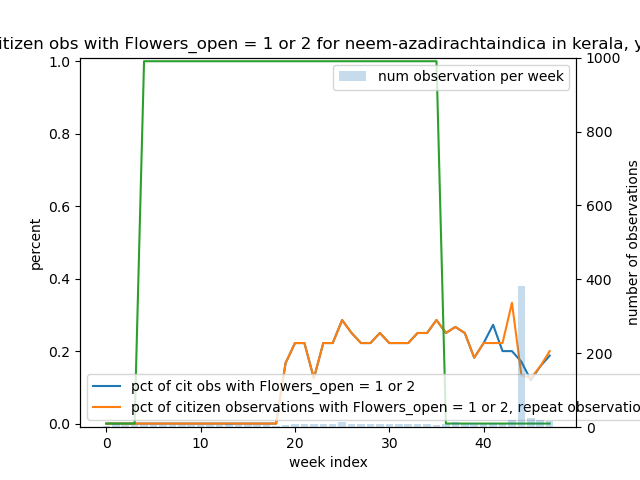 itizen obs with Flowers_open = 1 or 2 for neem-azadirachtaindica in kerala, y
num observation per week
percent
1.0
0.8
0.6
0.4
0.2
0.0
1000
800
600
400
200
0
number of observations
pct of cit obs with Flowers_open = 1 or 2
pct of citizen observations with Flowers_open = 1 or 2, repeat observatio
0 10 20 30 40
week index